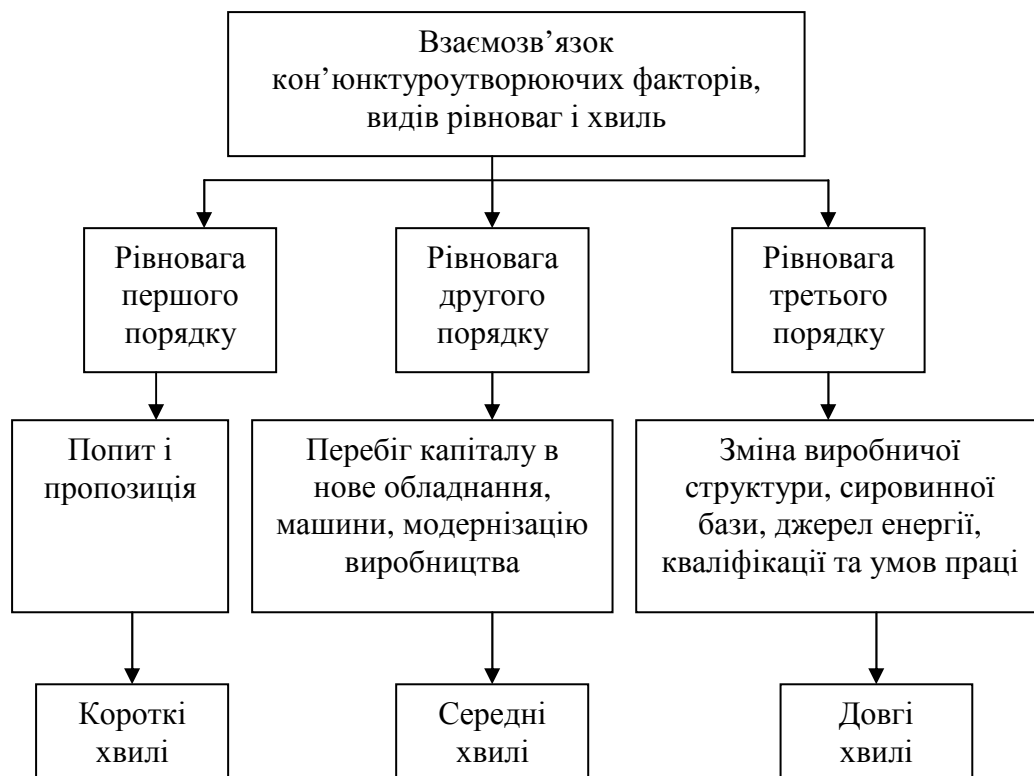 Взаємозв’язок
кон’юнктуроутворюючих факторів,
видів рівноваг і хвиль
Рівновага
першого
порядку
Рівновага
другого
порядку
Рівновага
третього
порядку
Попит і
пропозиція
Перебіг капіталу в
нове обладнання,
машини, модернізацію
виробництва
Зміна виробничої
структури, сировинної
бази, джерел енергії,
кваліфікації та умов праці
Короткі
хвилі
Середні
хвилі
Довгі
хвилі